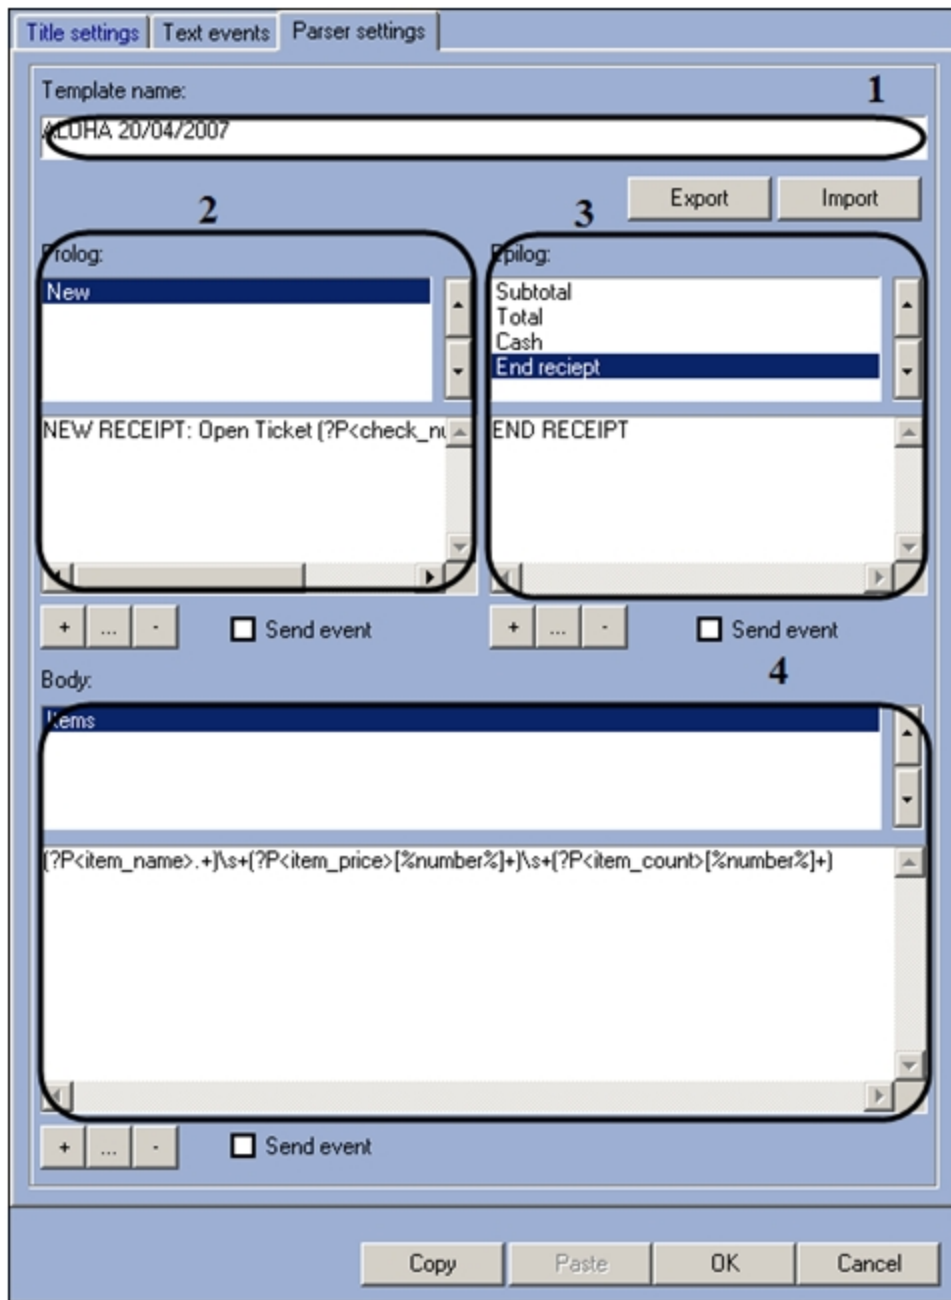 Title settings Text events Parser settings
Template name: 1
ALOHA 20/04/2007
Export Import
2 3
Prolog: Epilog:
New
Subtotal
Total
Cash
End reciept
NEW RECEIPT: Open Ticket (?P<check_nu
END RECEIPT
+ ... - Send event + ... - Send event
Body: 4
Items
(?P<item_name>.+)\s+(?P<item_price>[%number%]+)\s+(?P<item_count>[%number%]+)
+ ... - Send event
Copy Paste OK Cancel